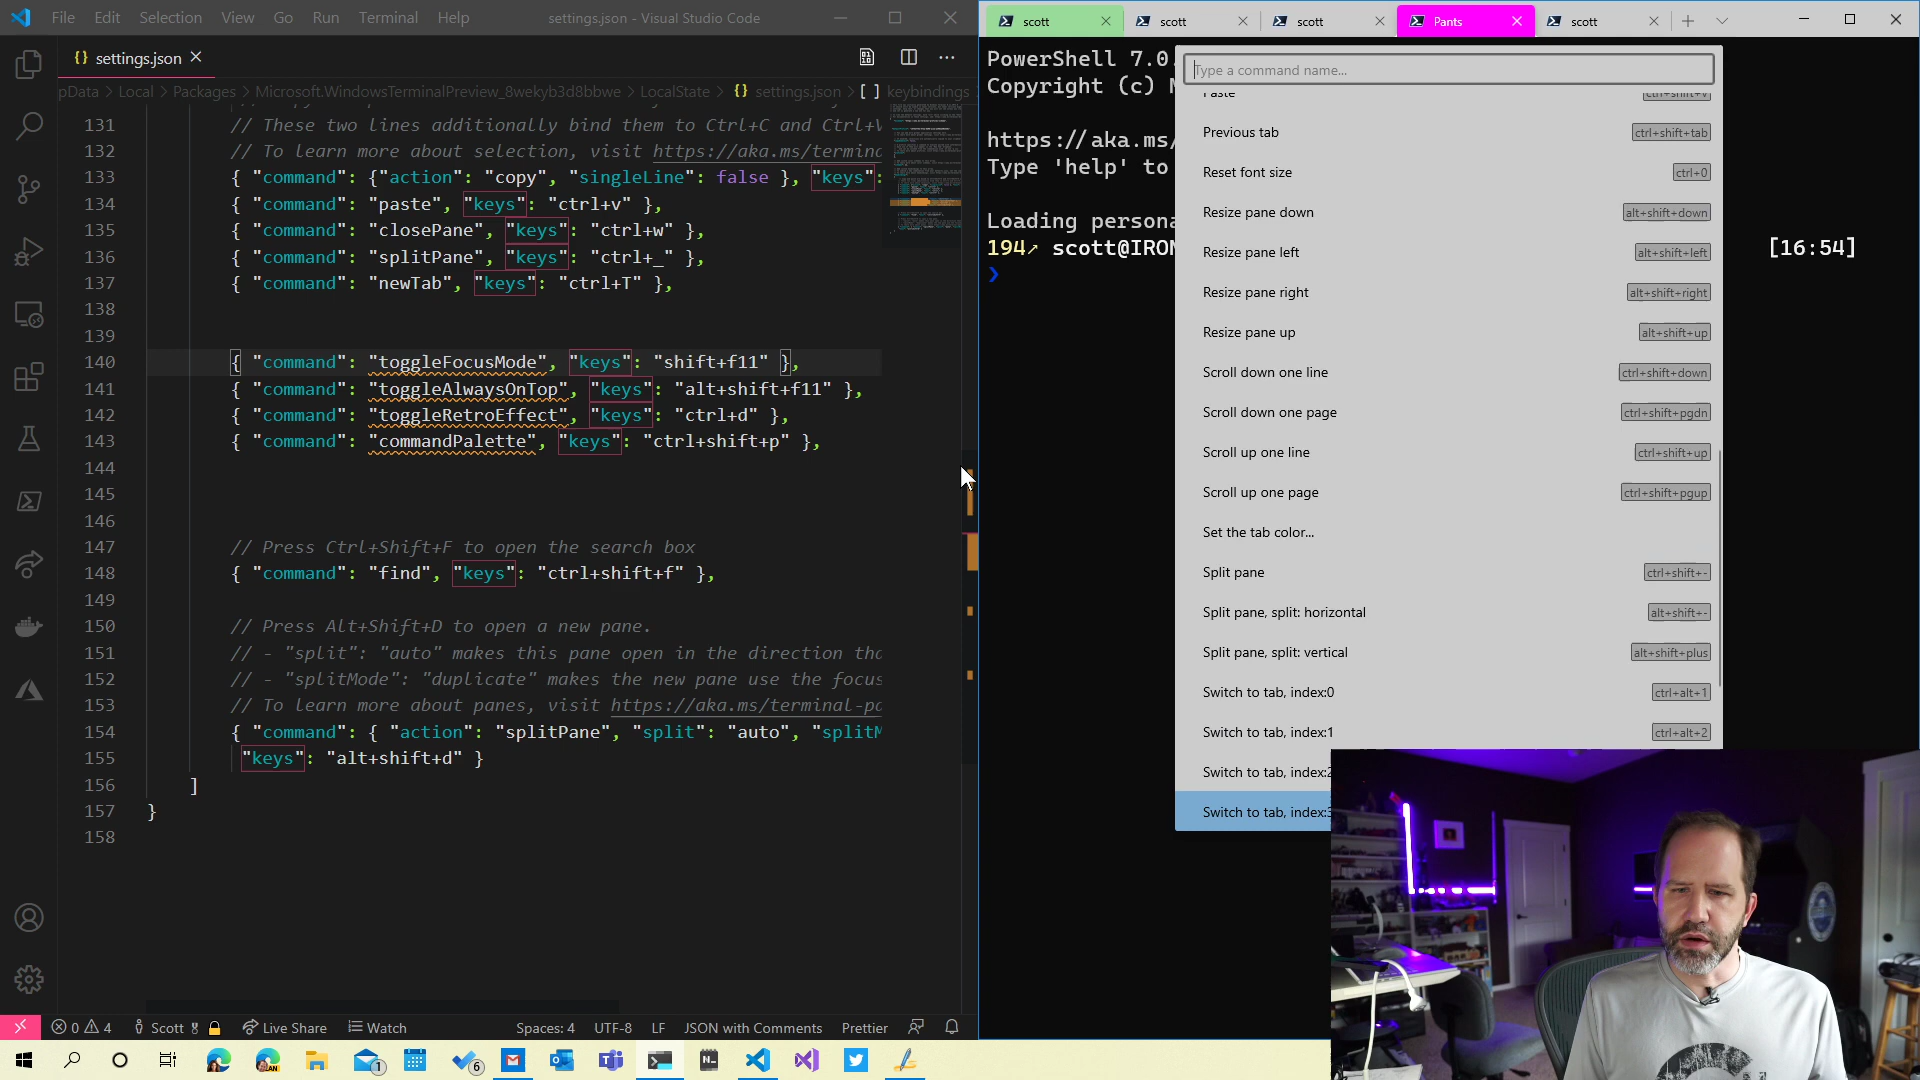 File Edit Selection View Go Run Terminal Help
settings.json - Visual Studio Code
{} settings.json
pData > Local > Packages > Microsoft.WindowsTerminalPreview_8wekyb3d8bbwe > LocalState > {} settings.json > [ ] keybindings
131 // These two lines additionally bind them to Ctrl+C and Ctrl+V
132 // To learn more about selection, visit https://aka.ms/termina
133 { "command": {"action": "copy", "singleLine": false }, "keys":
134 { "command": "paste", "keys": "ctrl+v" },
135 { "command": "closePane", "keys": "ctrl+w" },
136 { "command": "splitPane", "keys": "ctrl+_" },
137 { "command": "newTab", "keys": "ctrl+T" },
138
139
140 { "command": "toggleFocusMode", "keys": "shift+f11" },
141 { "command": "toggleAlwaysOnTop", "keys": "alt+shift+f11" },
142 { "command": "toggleRetroEffect", "keys": "ctrl+d" },
143 { "command": "commandPalette", "keys": "ctrl+shift+p" },
144
145
146
147 // Press Ctrl+Shift+F to open the search box
148 { "command": "find", "keys": "ctrl+shift+f" },
149
150 // Press Alt+Shift+D to open a new pane.
151 // - "split": "auto" makes this pane open in the direction tha
152 // - "splitMode": "duplicate" makes the new pane use the focus
153 // To learn more about panes, visit https://aka.ms/terminal-pa
154 { "command": { "action": "splitPane", "split": "auto", "splitM
155 "keys": "alt+shift+d" }
156 ]
157 }
158
0 4 Scott Live Share Watch Spaces: 4 UTF-8 LF JSON with Comments Prettier
scott
scott
scott
Pants
scott
PowerShell 7.0.
Copyright (c) M
https://aka.ms/
Type 'help' to
Loading persona
194 scott@IRON [16:54]
❯
Type a command name...
Paste ctrl+shift+v
Previous tab ctrl+shift+tab
Reset font size ctrl+0
Resize pane down alt+shift+down
Resize pane left alt+shift+left
Resize pane right alt+shift+right
Resize pane up alt+shift+up
Scroll down one line ctrl+shift+down
Scroll down one page ctrl+shift+pgdn
Scroll up one line ctrl+shift+up
Scroll up one page ctrl+shift+pgup
Set the tab color...
Split pane ctrl+shift+-
Split pane, split: horizontal alt+shift+-
Split pane, split: vertical alt+shift+plus
Switch to tab, index:0 ctrl+alt+1
Switch to tab, index:1 ctrl+alt+2
Switch to tab, index:2
Switch to tab, index:3
1
6